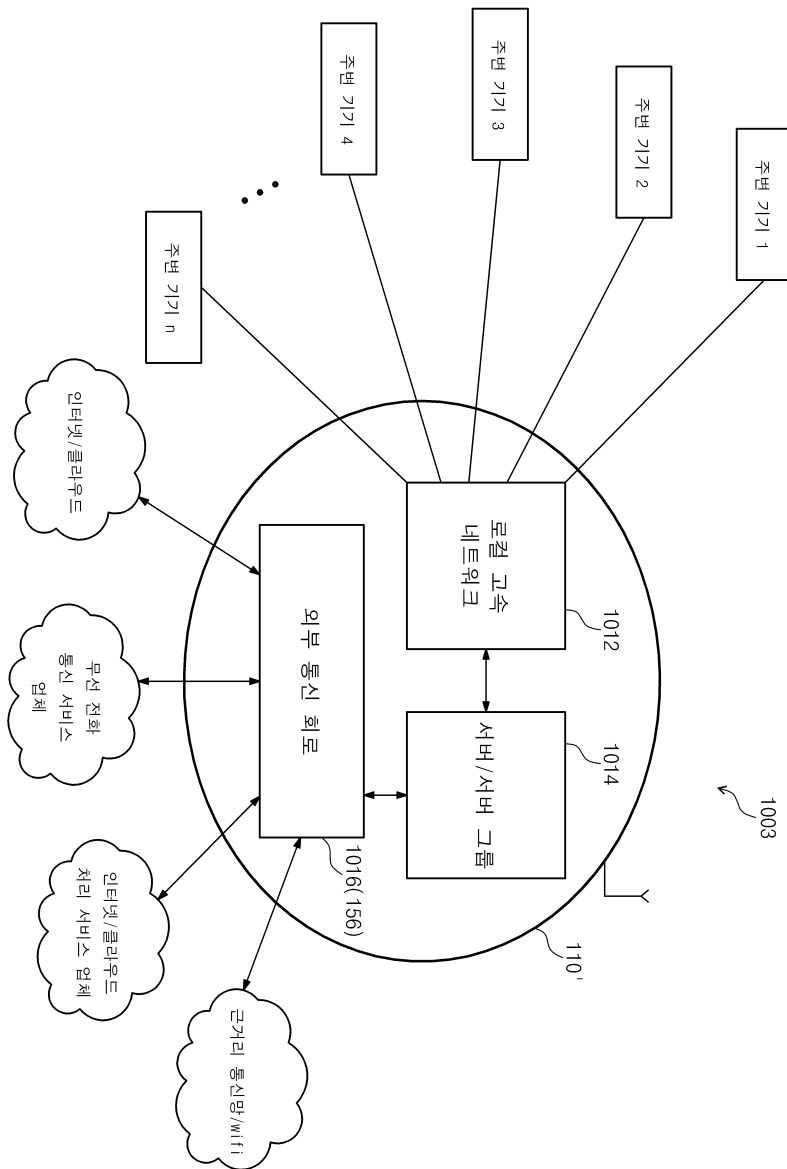 1003
주변 기기 1
주변 기기 2
주변 기기 3
주변 기기 4
주변 기기 n
110'
로컬 고속
네트워크
1012
서버/서버 그룹
1014
외부 통신 회로
1016(156)
인터넷/클라우드
무선 전화
통신 서비스
업체
인터넷/클라우드
처리 서비스 업체
근거리 통신망/wifi